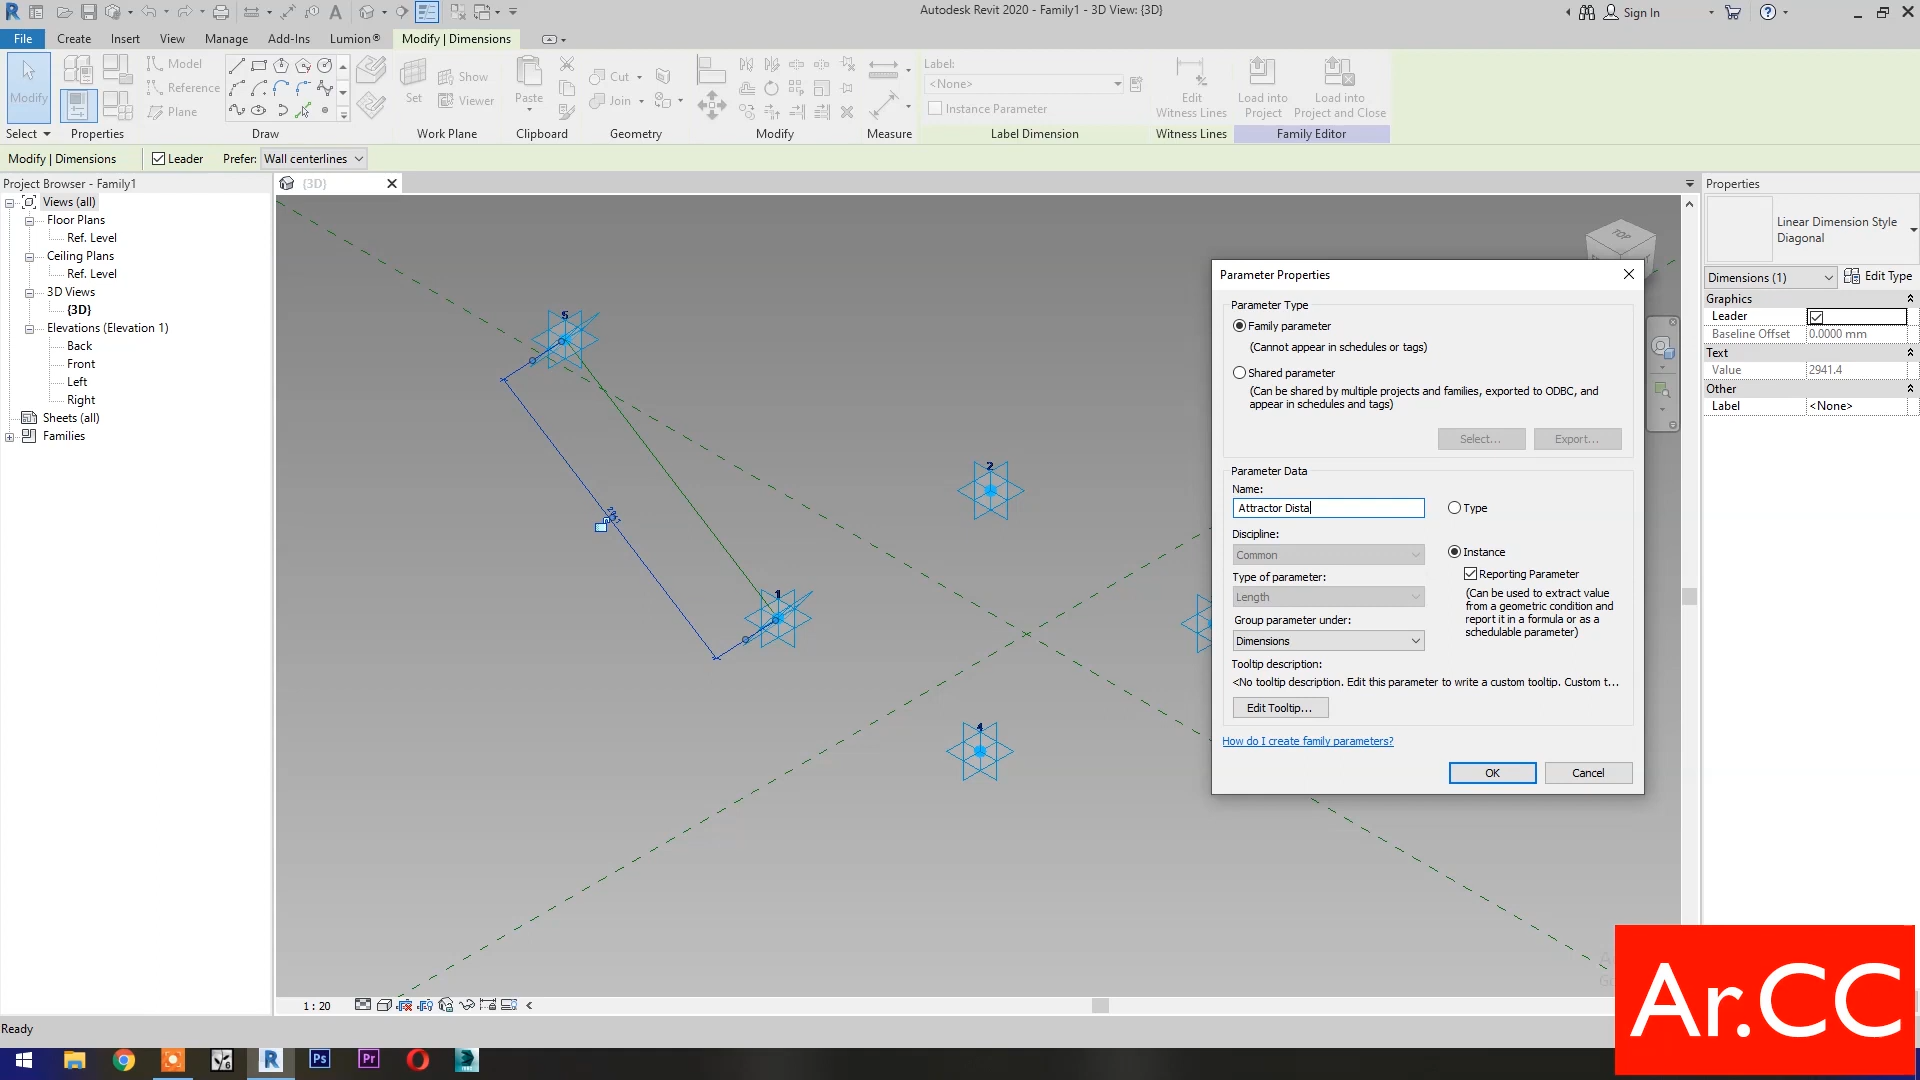 Autodesk Revit 2020 - Family1 - 3D View: {3D}
Sign In
File Create Insert View Manage Add-Ins Lumion® Modify | Dimensions
Modify
Select
Properties
Model
Reference
Plane
Draw
Set
Show
Viewer
Work Plane
Paste
Clipboard
Cut
Join
Geometry
Modify
Measure
Label:
<None>
Instance Parameter
Label Dimension
Edit
Witness Lines
Witness Lines
Load into
Project
Load into
Project and Close
Family Editor
Modify | Dimensions
Leader
Prefer: Wall centerlines
Project Browser - Family1
Views (all)
Floor Plans
Ref. Level
Ceiling Plans
Ref. Level
3D Views
{3D}
Elevations (Elevation 1)
Back
Front
Left
Right
Sheets (all)
Families
{3D}
TOP
5
2
1
4
2941
1 : 20
Parameter Properties
Parameter Type
Family parameter
(Cannot appear in schedules or tags)
Shared parameter
(Can be shared by multiple projects and families, exported to ODBC, and
appear in schedules and tags)
Select...
Export...
Parameter Data
Name:
Attractor Dista
Type
Discipline:
Common
Instance
Type of parameter:
Reporting Parameter
Length
(Can be used to extract value
from a geometric condition and
report it in a formula or as a
schedulable parameter)
Group parameter under:
Dimensions
Tooltip description:
<No tooltip description. Edit this parameter to write a custom tooltip. Custom t...
Edit Tooltip...
How do I create family parameters?
OK
Cancel
Properties
Linear Dimension Style
Diagonal
Dimensions (1)
Edit Type
Graphics
Leader
Baseline Offset 0.0000 mm
Text
Value 2941.4
Other
Label <None>
Ready
Ps
Pr
Ar.CC